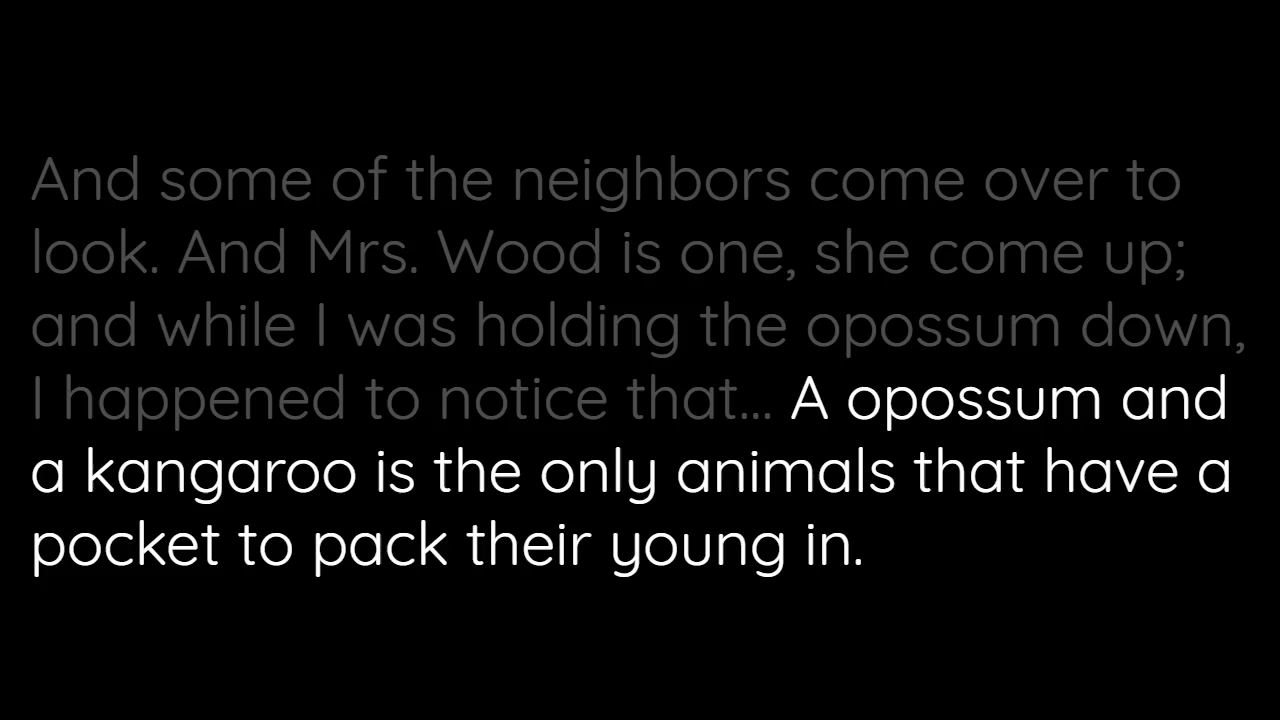 And some of the neighbors come over to
look. And Mrs. Wood is one, she come up;
and while I was holding the opossum down,
I happened to notice that... A opossum and
a kangaroo is the only animals that have a
pocket to pack their young in.